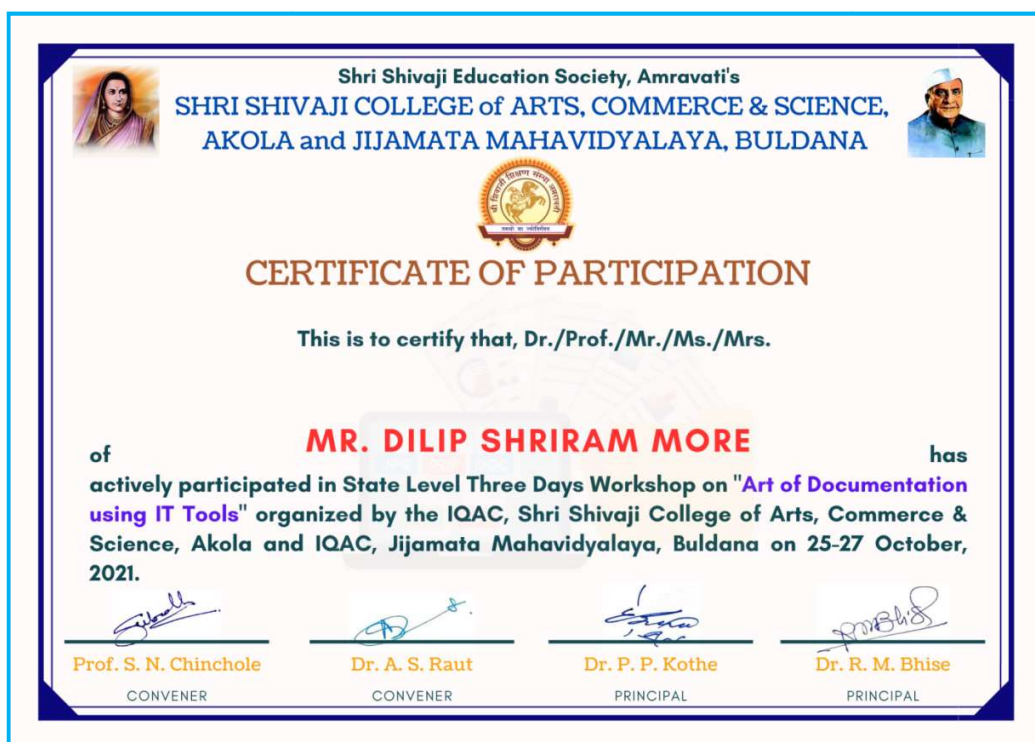 Shri Shivaji Education Society, Amravati's
SHRI SHIVAJI COLLEGE of ARTS, COMMERCE & SCIENCE,
AKOLA and JIJAMATA MAHAVIDYALAYA, BULDANA
श्री शिवाजी शिक्षण संस्था अमरावती
CERTIFICATE OF PARTICIPATION
This is to certify that, Dr./Prof./Mr./Ms./Mrs.
MR. DILIP SHRIRAM MORE
of has
actively participated in State Level Three Days Workshop on "Art of Documentation
using IT Tools" organized by the IQAC, Shri Shivaji College of Arts, Commerce &
Science, Akola and IQAC, Jijamata Mahavidyalaya, Buldana on 25-27 October,
2021.
Prof. S. N. Chinchole Dr. A. S. Raut Dr. P. P. Kothe Dr. R. M. Bhise
CONVENER CONVENER PRINCIPAL PRINCIPAL